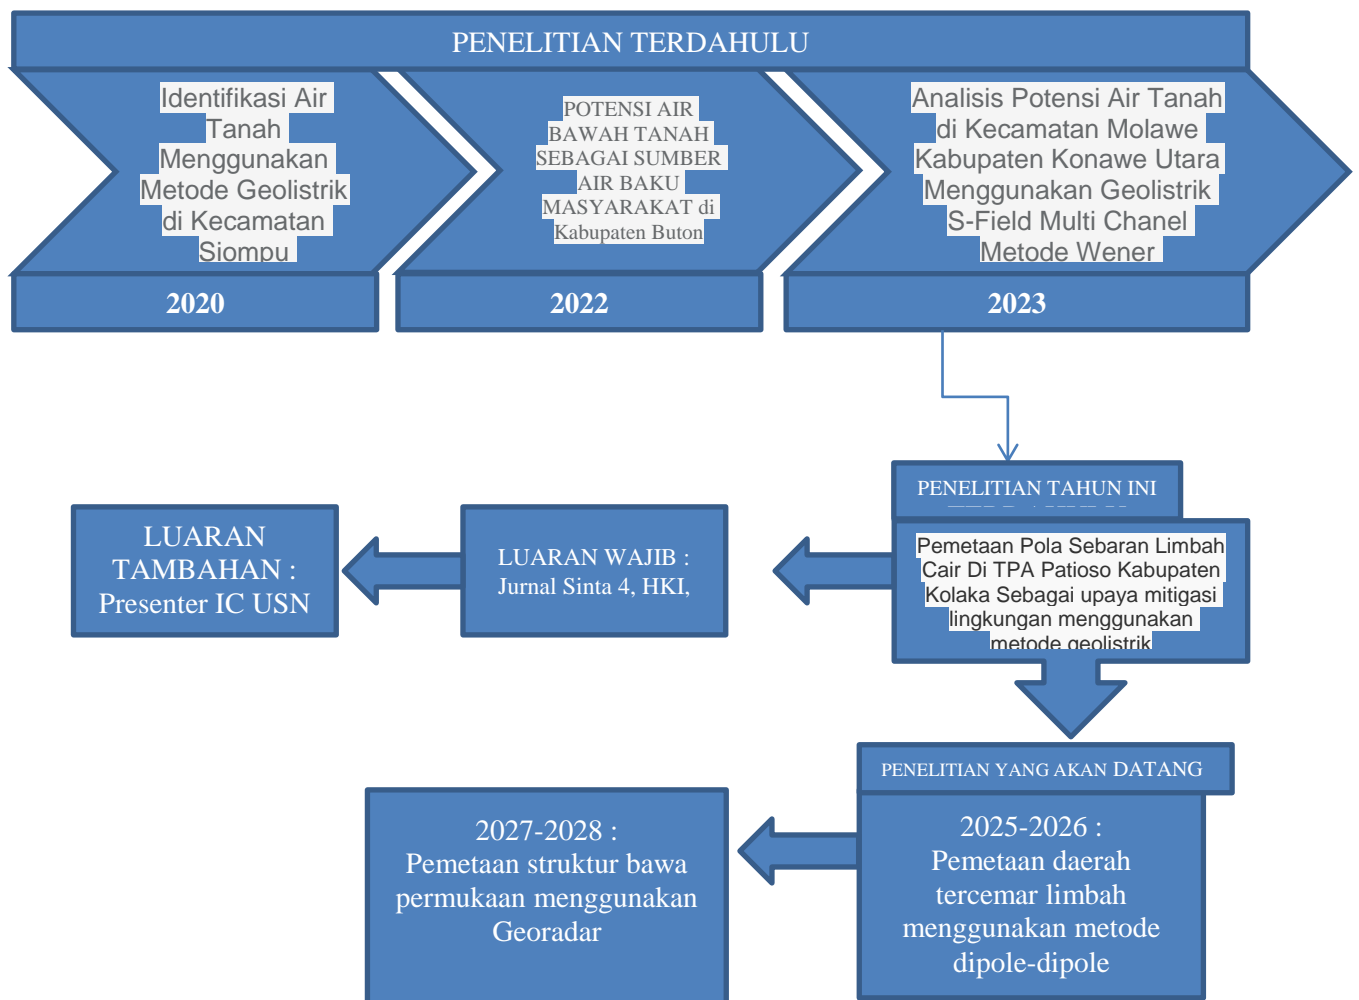 PENELITIAN TERDAHULU
Identifikasi Air
Tanah
Menggunakan
Metode Geolistrik
di Kecamatan
Siompu
2020
POTENSI AIR
BAWAH TANAH
SEBAGAI SUMBER
AIR BAKU
MASYARAKAT di
Kabupaten Buton
2022
Analisis Potensi Air Tanah
di Kecamatan Molawe
Kabupaten Konawe Utara
Menggunakan Geolistrik
S-Field Multi Chanel
Metode Wener
2023
PENELITIAN TAHUN INI
Pemetaan Pola Sebaran Limbah
Cair Di TPA Patioso Kabupaten
Kolaka Sebagai upaya mitigasi
lingkungan menggunakan
metode geolistrik
LUARAN WAJIB :
Jurnal Sinta 4, HKI,
LUARAN
TAMBAHAN :
Presenter IC USN
PENELITIAN YANG AKAN DATANG
2025-2026 :
Pemetaan daerah
tercemar limbah
menggunakan metode
dipole-dipole
2027-2028 :
Pemetaan struktur bawa
permukaan menggunakan
Georadar